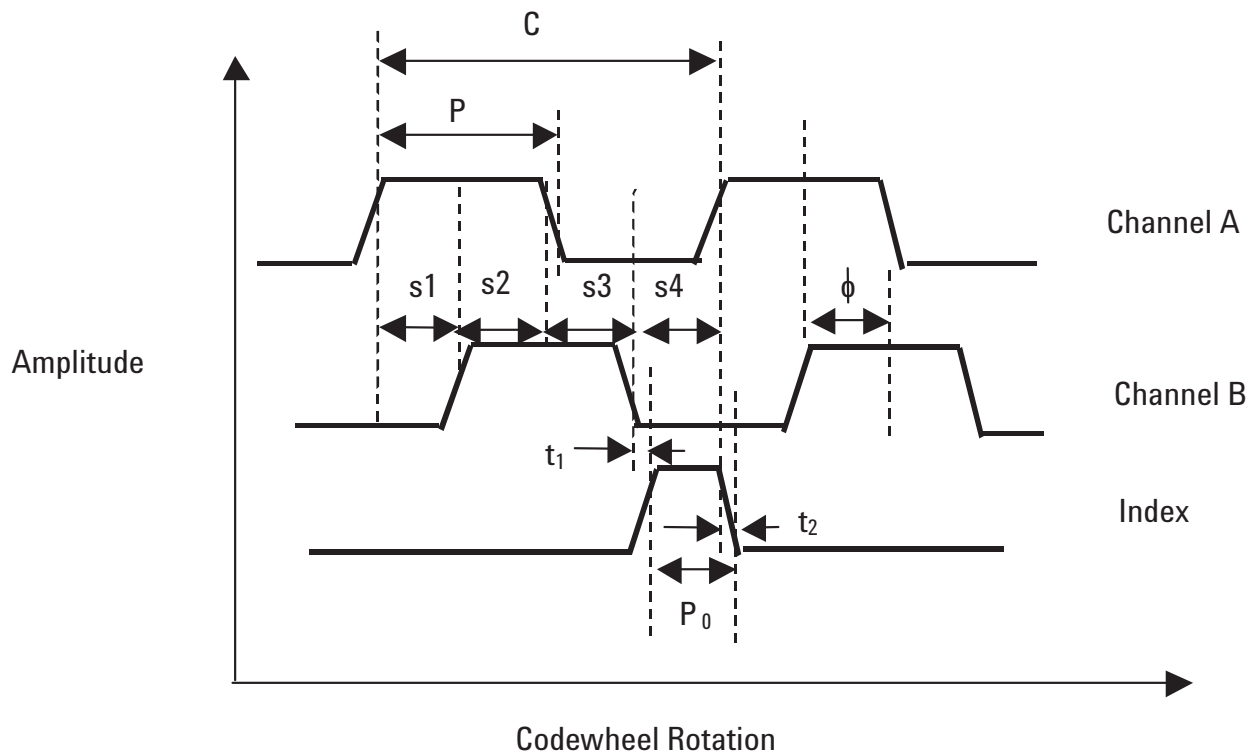 C
P
Channel A
s1 s2 s3 s4 ϕ
Amplitude
Channel B
t₁
Index
t₂
P₀
Codewheel Rotation